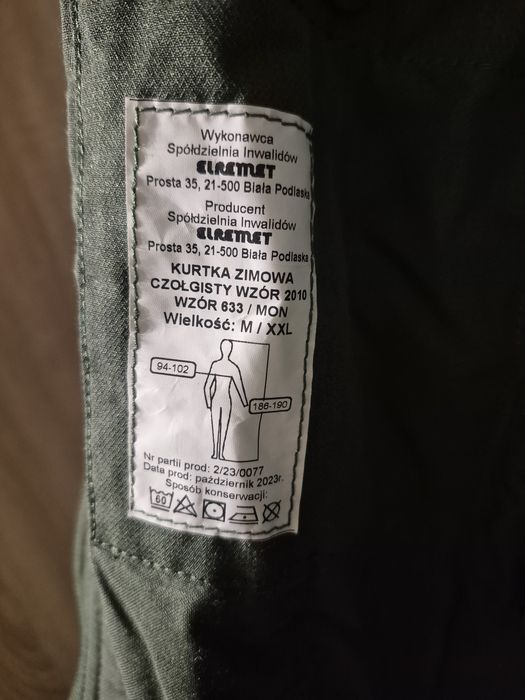 Wykonawca
Spółdzielnia Inwalidów
ELREMET
Prosta 35, 21-500 Biała Podlaska
Producent
Spółdzielnia Inwalidów
ELREMET
Prosta 35, 21-500 Biała Podlaska
KURTKA ZIMOWA
CZOŁGISTY WZÓR 2010
WZÓR 633 / MON
Wielkość: M / XXL
94-102
186-190
Nr partii prod: 2/23/0077
Data prod: październik 2023r.
Sposób konserwacji:
60